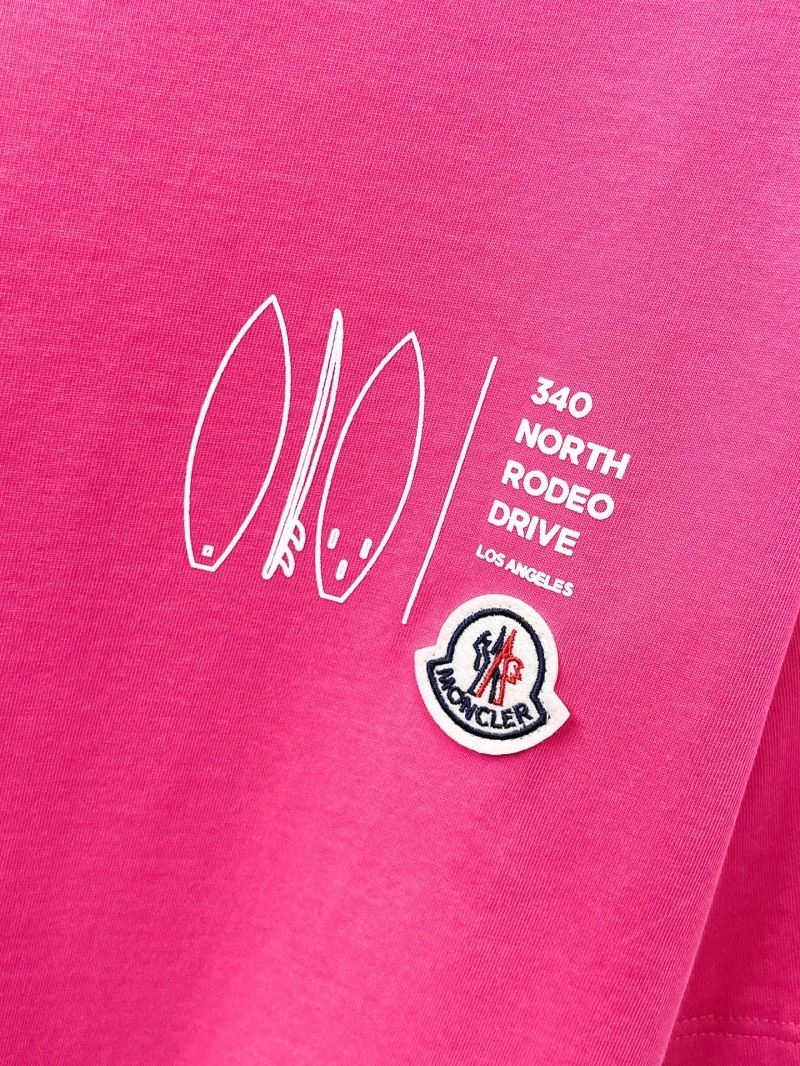 340
NORTH
RODEO
DRIVE
LOS ANGELES
MONCLER